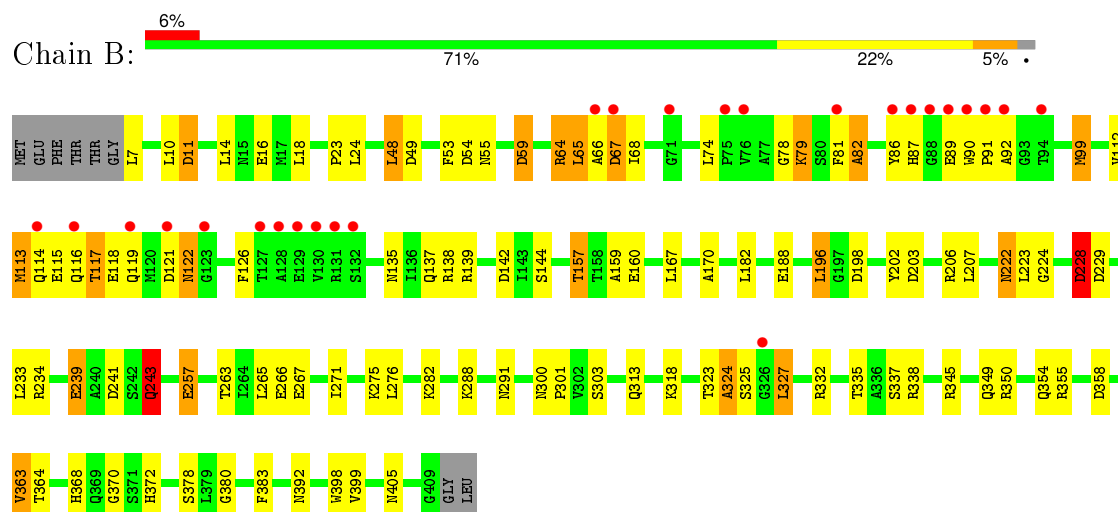 6%
Chain B:
71% 22% 5% •
MET GLU PHE THR THR GLY L7 L10 D11 L14 N15 E16 M17 L18 P23 L24 L48 D49 F53 D54 N55 D59 R64 L65 A66 D67 I68 G71 L74 P75 V76 A77 G78 K79 S80 F81 A82 Y86 H87 G88 E89 W90 P91 A92 G93 T94 M99
M113 Q114 E115 Q116 T117 E118 Q119 M120 D121 N122 G123 F126 T127 A128 E129 V130 R131 S132 N135 I136 Q137 R138 R139 D142 I143 S144 T157 T158 A159 E160 L167 A170 L182 E188 L196 G197 D198 Y202 D203 R206 L207 N222 L223 G224 D228 D229
L233 R234 E239 A240 D241 S242 Q243 E257 T263 I264 L265 E266 E267 I271 K275 L276 K282 K288 N291 N300 P301 V302 S303 Q313 K318 T323 A324 S325 G326 L327 R332 T335 A336 S337 R338 R345 Q349 R350 Q354 R355 D358
V363 T364 H368 Q369 G370 S371 H372 S378 L379 G380 F383 N392 W398 V399 N405 G409 GLY LEU